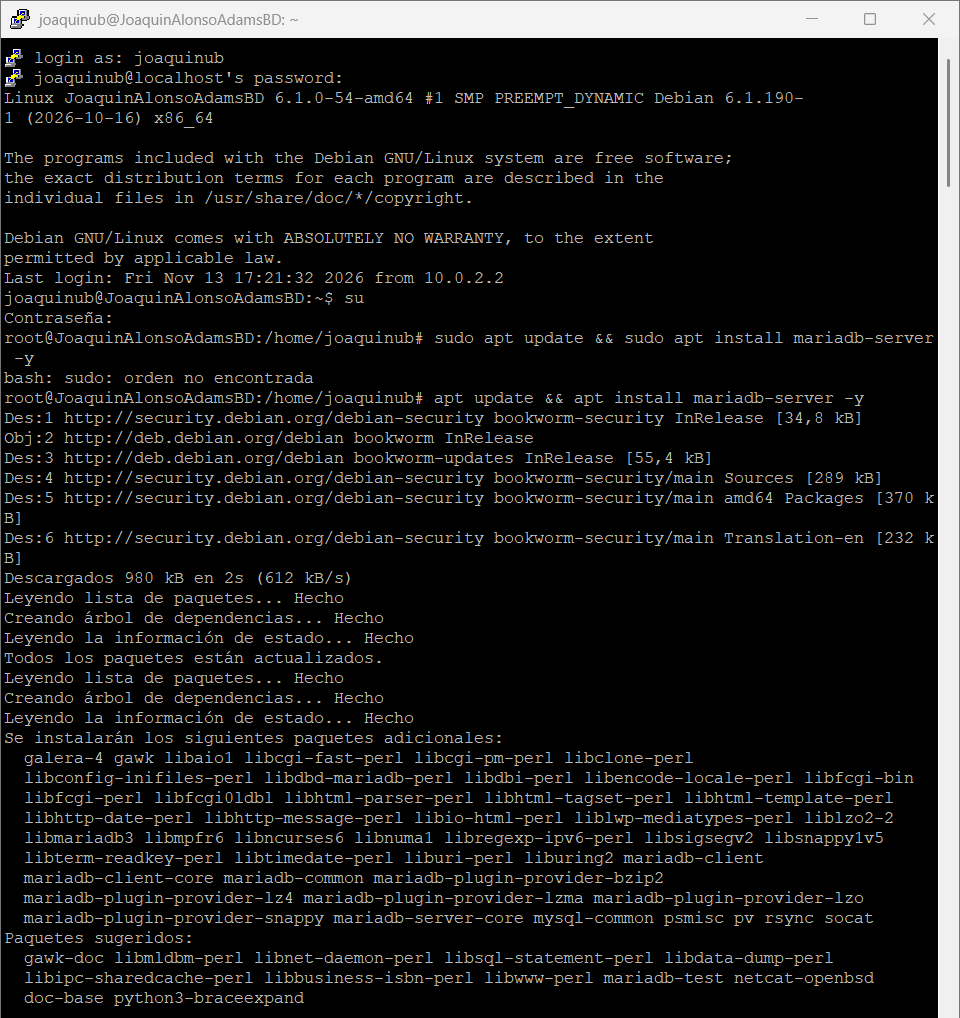 joaquinub@JoaquinAlonsoAdamsBD: ~
login as: joaquinub
joaquinub@localhost's password:
Linux JoaquinAlonsoAdamsBD 6.1.0-54-amd64 #1 SMP PREEMPT_DYNAMIC Debian 6.1.190-
1 (2026-10-16) x86_64
The programs included with the Debian GNU/Linux system are free software;
the exact distribution terms for each program are described in the
individual files in /usr/share/doc/*/copyright.
Debian GNU/Linux comes with ABSOLUTELY NO WARRANTY, to the extent
permitted by applicable law.
Last login: Fri Nov 13 17:21:32 2026 from 10.0.2.2
joaquinub@JoaquinAlonsoAdamsBD:~$ su
Contraseña:
root@JoaquinAlonsoAdamsBD:/home/joaquinub# sudo apt update && sudo apt install mariadb-server
 -y
bash: sudo: orden no encontrada
root@JoaquinAlonsoAdamsBD:/home/joaquinub# apt update && apt install mariadb-server -y
Des:1 http://security.debian.org/debian-security bookworm-security InRelease [34,8 kB]
Obj:2 http://deb.debian.org/debian bookworm InRelease
Des:3 http://deb.debian.org/debian bookworm-updates InRelease [55,4 kB]
Des:4 http://security.debian.org/debian-security bookworm-security/main Sources [289 kB]
Des:5 http://security.debian.org/debian-security bookworm-security/main amd64 Packages [370 k
B]
Des:6 http://security.debian.org/debian-security bookworm-security/main Translation-en [232 k
B]
Descargados 980 kB en 2s (612 kB/s)
Leyendo lista de paquetes... Hecho
Creando árbol de dependencias... Hecho
Leyendo la información de estado... Hecho
Todos los paquetes están actualizados.
Leyendo lista de paquetes... Hecho
Creando árbol de dependencias... Hecho
Leyendo la información de estado... Hecho
Se instalarán los siguientes paquetes adicionales:
  galera-4 gawk libaio1 libcgi-fast-perl libcgi-pm-perl libclone-perl
  libconfig-inifiles-perl libdbd-mariadb-perl libdbi-perl libencode-locale-perl libfcgi-bin
  libfcgi-perl libfcgi0ldbl libhtml-parser-perl libhtml-tagset-perl libhtml-template-perl
  libhttp-date-perl libhttp-message-perl libio-html-perl liblwp-mediatypes-perl liblzo2-2
  libmariadb3 libmpfr6 libncurses6 libnuma1 libregexp-ipv6-perl libsigsegv2 libsnappy1v5
  libterm-readkey-perl libtimedate-perl liburi-perl liburing2 mariadb-client
  mariadb-client-core mariadb-common mariadb-plugin-provider-bzip2
  mariadb-plugin-provider-lz4 mariadb-plugin-provider-lzma mariadb-plugin-provider-lzo
  mariadb-plugin-provider-snappy mariadb-server-core mysql-common psmisc pv rsync socat
Paquetes sugeridos:
  gawk-doc libmldbm-perl libnet-daemon-perl libsql-statement-perl libdata-dump-perl
  libipc-sharedcache-perl libbusiness-isbn-perl libwww-perl mariadb-test netcat-openbsd
  doc-base python3-braceexpand